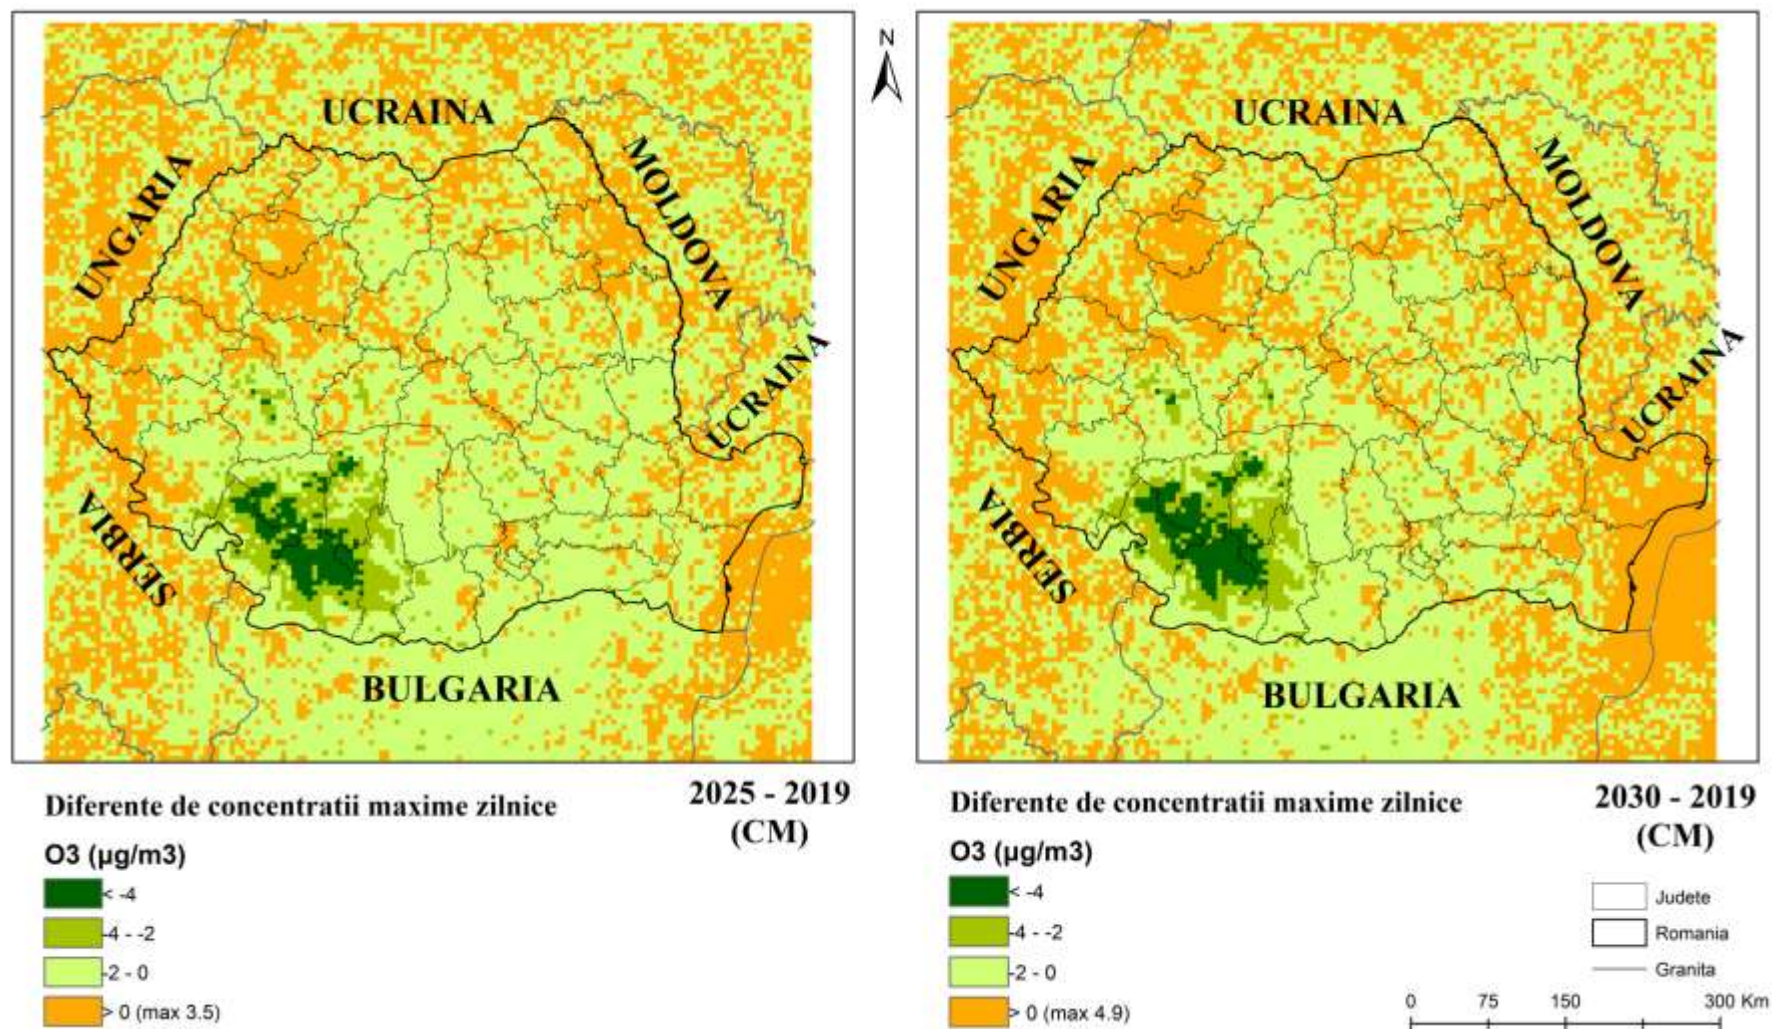 UCRAINA
UNGARIA
MOLDOVA
UCRAINA
SERBIA
BULGARIA
N
UCRAINA
UNGARIA
MOLDOVA
UCRAINA
SERBIA
BULGARIA
Diferente de concentratii maxime zilnice
2025 - 2019
(CM)
O3 (µg/m3)
< -4
-4 - -2
-2 - 0
> 0 (max 3.5)
Diferente de concentratii maxime zilnice
2030 - 2019
(CM)
O3 (µg/m3)
< -4
-4 - -2
-2 - 0
> 0 (max 4.9)
Judete
Romania
Granita
0 75 150 300 Km